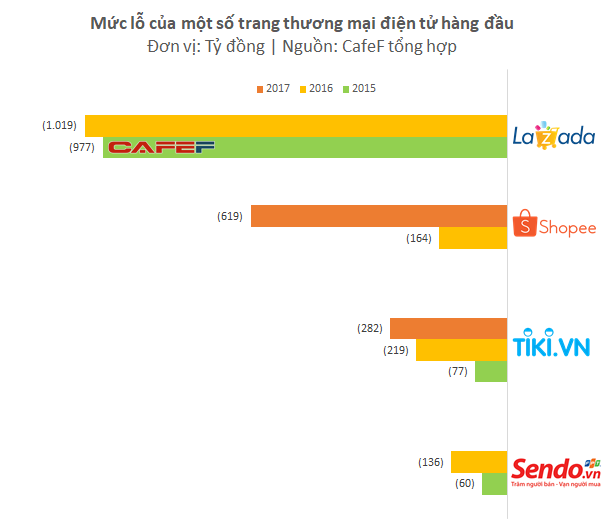 Mức lỗ của một số trang thương mại điện tử hàng đầu
Đơn vị: Tỷ đồng | Nguồn: CafeF tổng hợp
2017 2016 2015
(1.019)
Lazada
(977)
CAFEF
(619)
S Shopee
(164)
(282)
TIKI.VN
(219)
(77)
(136)
Sendo.vn
FPT
Trăm người bán - Vạn người mua
(60)